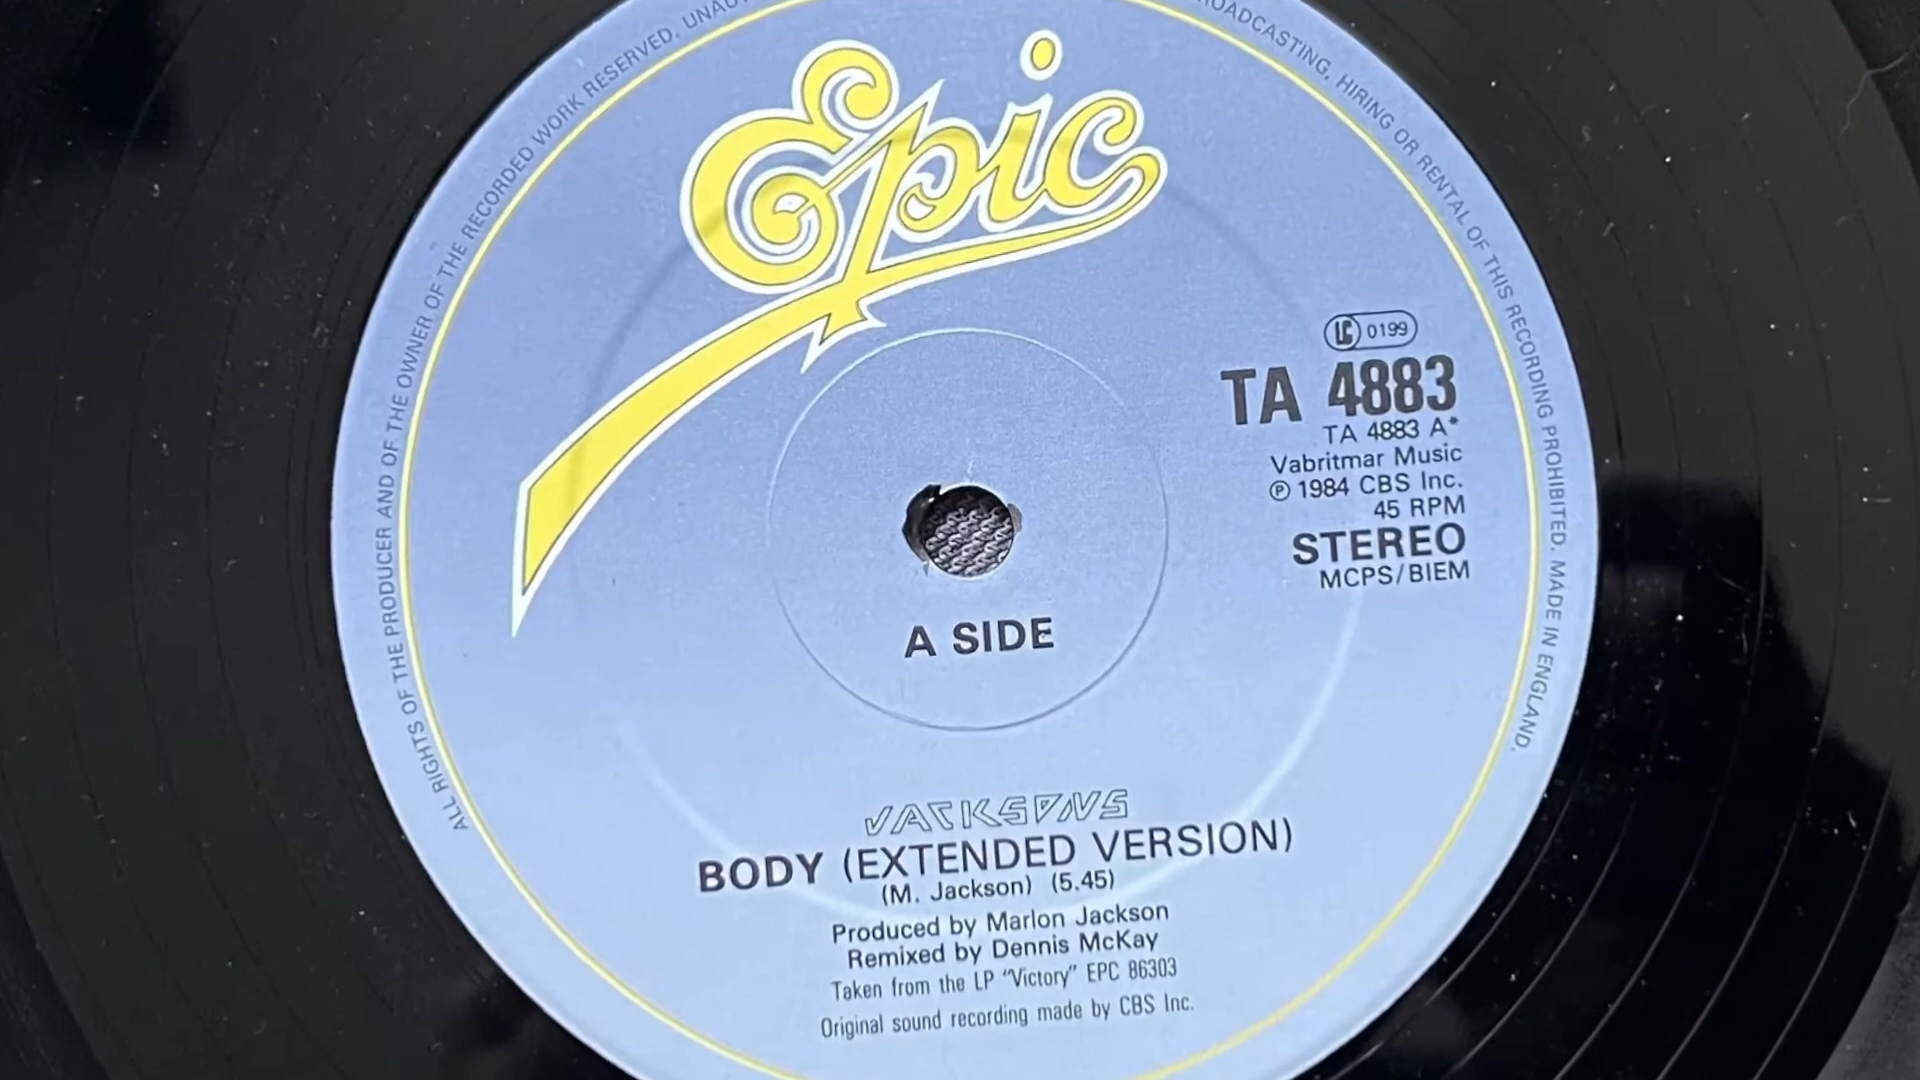 ALL RIGHTS OF THE PRODUCER AND OF THE OWNER OF THE RECORDED WORK RESERVED.
BROADCASTING, HIRING OR RENTAL OF THIS RECORDING PROHIBITED. MADE IN ENGLAND.
Epic
LC 0199
TA 4883
TA 4883 A*
Vabritmar Music
℗ 1984 CBS Inc.
45 RPM
STEREO
MCPS/BIEM
A SIDE
JACKSONS
BODY (EXTENDED VERSION)
(M. Jackson) (5.45)
Produced by Marlon Jackson
Remixed by Dennis McKay
Taken from the LP "Victory" EPC 86303
Original sound recording made by CBS Inc.